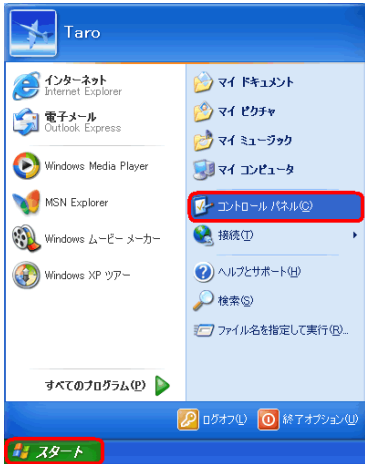 Taro
インターネット
Internet Explorer
電子メール
Outlook Express
Windows Media Player
MSN Explorer
Windows ムービー メーカー
Windows XP ツアー
すべてのプログラム(P)
マイ ドキュメント
マイ ピクチャ
マイ ミュージック
マイ コンピュータ
コントロール パネル(C)
接続(T)
ヘルプとサポート(H)
検索(S)
ファイル名を指定して実行(R)...
ログオフ(L)
終了オプション(U)
スタート